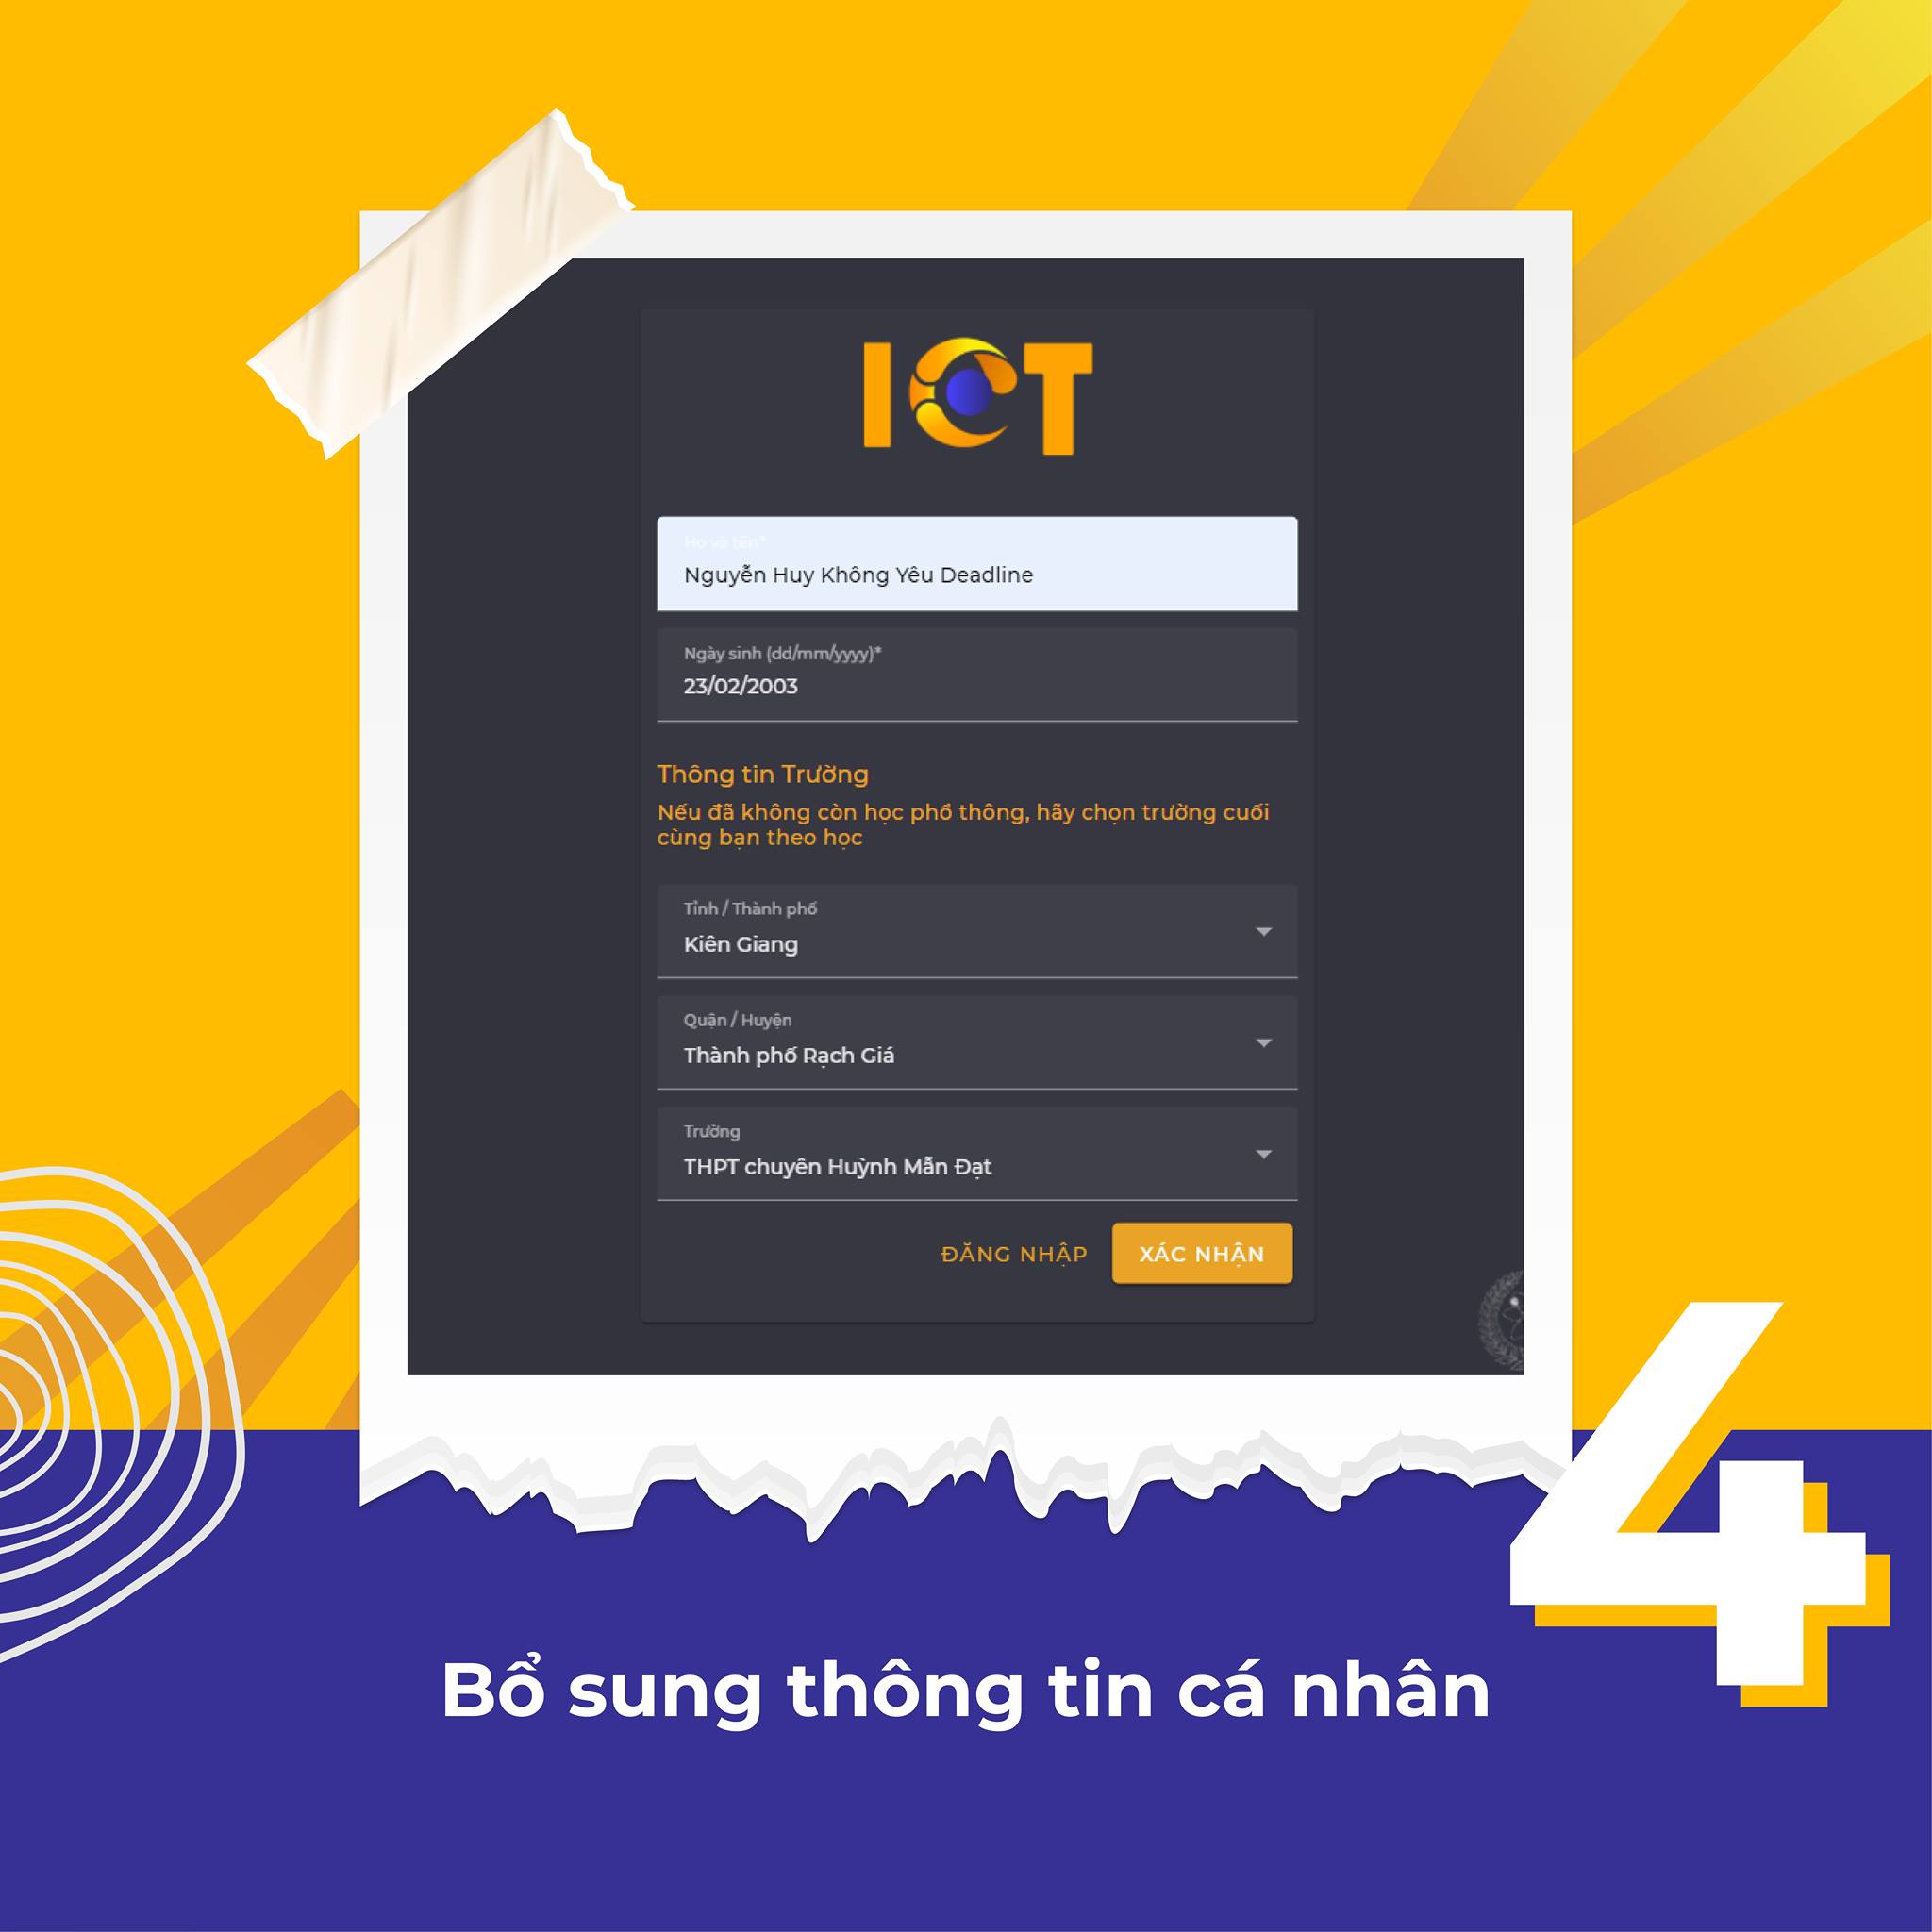 ICT
Họ và tên*
Nguyễn Huy Không Yêu Deadline
Ngày sinh (dd/mm/yyyy)*
23/02/2003
Thông tin Trường
Nếu đã không còn học phổ thông, hãy chọn trường cuối
cùng bạn theo học
Tỉnh / Thành phố
Kiên Giang
Quận / Huyện
Thành phố Rạch Giá
Trường
THPT chuyên Huỳnh Mẫn Đạt
ĐĂNG NHẬP XÁC NHẬN
4
Bổ sung thông tin cá nhân